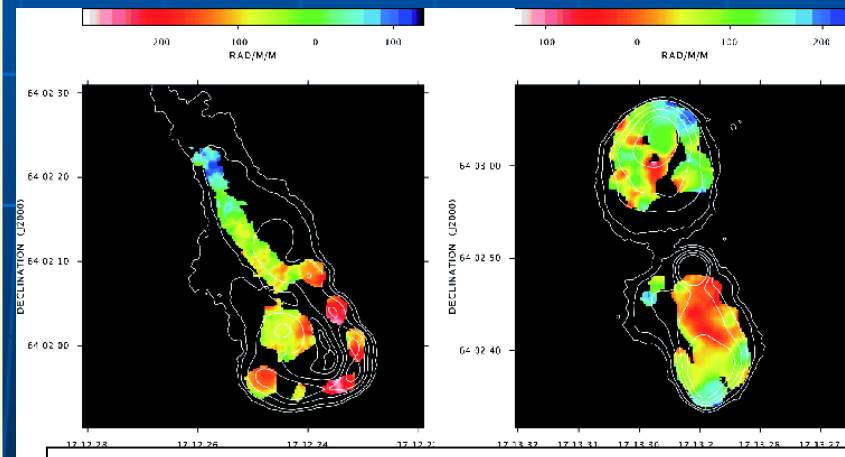 200 100 0 100
RAD/M/M
100 0 100 200
RAD/M/M
DECLINATION (J2000)
64 02 30
64 02 20
64 02 10
64 02 00
17 12 28
17 12 26
17 12 24
DECLINATION (J2000)
64 03 00
64 02 50
64 02 40
17 13 32
17 13 31
17 13 30
17 13 28
17 13 27